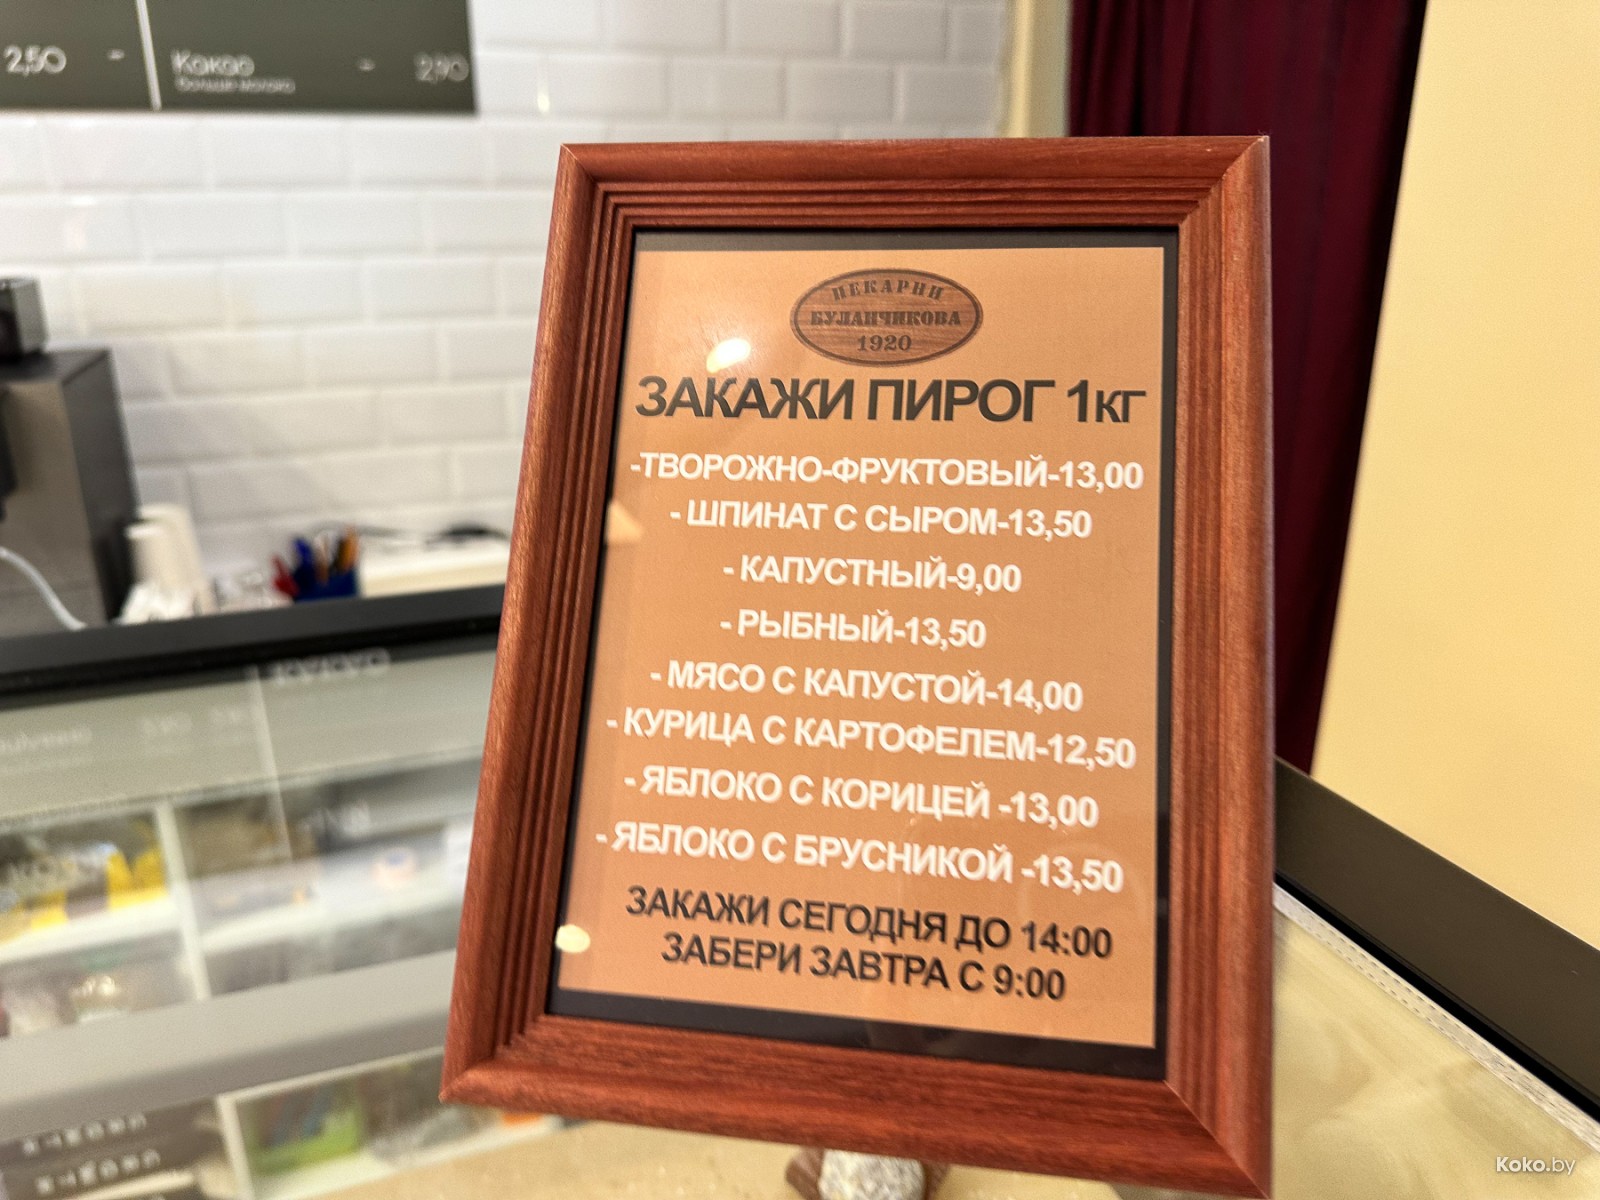 2,50 -
Какао - 2,90
ПЕКАРНИ
БУЛАНЧИКОВА
1920
ЗАКАЖИ ПИРОГ 1кг
-ТВОРОЖНО-ФРУКТОВЫЙ-13,00
- ШПИНАТ С СЫРОМ-13,50
- КАПУСТНЫЙ-9,00
- РЫБНЫЙ-13,50
- МЯСО С КАПУСТОЙ-14,00
- КУРИЦА С КАРТОФЕЛЕМ-12,50
- ЯБЛОКО С КОРИЦЕЙ -13,00
- ЯБЛОКО С БРУСНИКОЙ -13,50
ЗАКАЖИ СЕГОДНЯ ДО 14:00
ЗАБЕРИ ЗАВТРА С 9:00
Koko.by